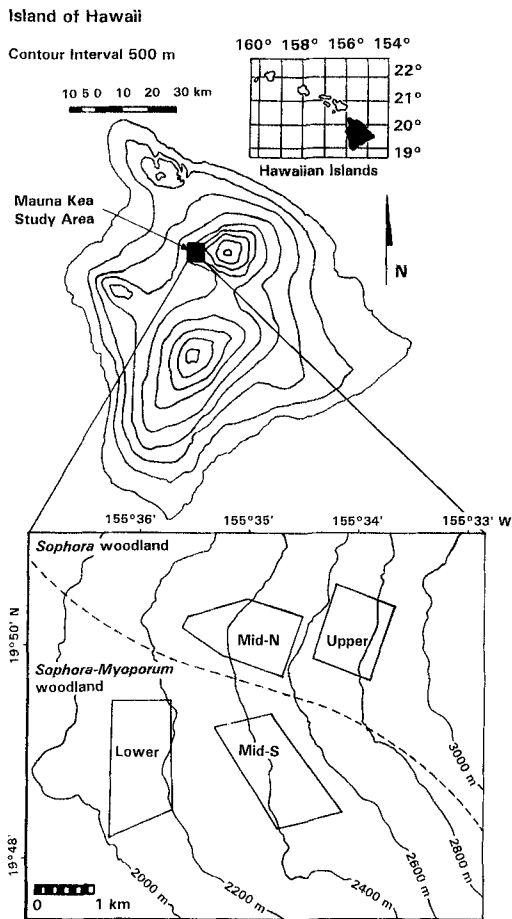 Island of Hawaii
Contour Interval 500 m
10 5 0 10 20 30 km
160° 158° 156° 154°
22°
21°
20°
19°
Hawaiian Islands
Mauna Kea
Study Area
N
155°36' 155°35' 155°34' 155°33' W
Sophora woodland
19°50' N
Mid-N
Upper
Sophora-Myoporum
woodland
Lower
Mid-S
3000 m
19°48'
2000 m
2200 m
2400 m
2600 m
2800 m
0 1 km